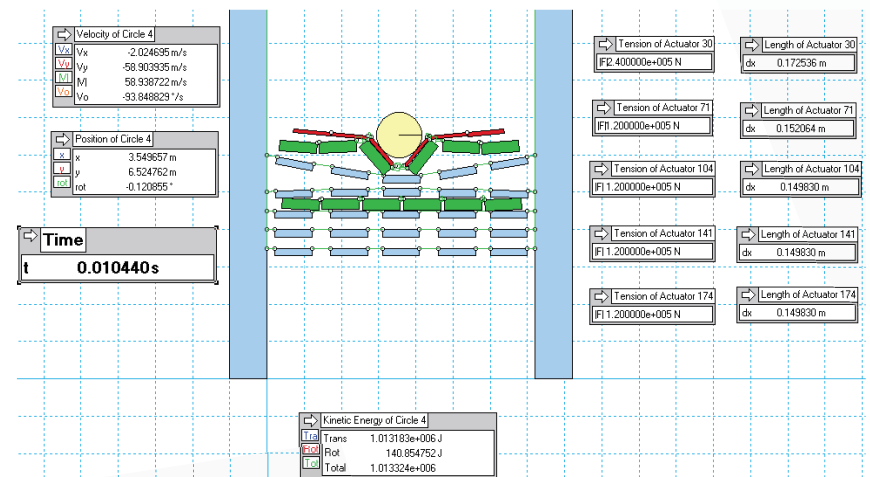 Velocity of Circle 4
Vx Vx -2.024695 m/s
Vy Vy -58.903935 m/s
|V| |V| 58.938722 m/s
Vo Vo -93.848829 °/s
Position of Circle 4
x x 3.549657 m
y y 6.524762 m
rot rot -0.120855 °
Time
t 0.010440 s
Tension of Actuator 30
|F|2.400000e+005 N
Length of Actuator 30
dx 0.172536 m
Tension of Actuator 71
|F|1.200000e+005 N
Length of Actuator 71
dx 0.152064 m
Tension of Actuator 104
|F| 1.200000e+005 N
Length of Actuator 104
dx 0.149830 m
Tension of Actuator 141
|F| 1.200000e+005 N
Length of Actuator 141
dx 0.149830 m
Tension of Actuator 174
|F| 1.200000e+005 N
Length of Actuator 174
dx 0.149830 m
Kinetic Energy of Circle 4
Tra Trans 1.013183e+006 J
Rot Rot 140.854752 J
Tot Total 1.013324e+006